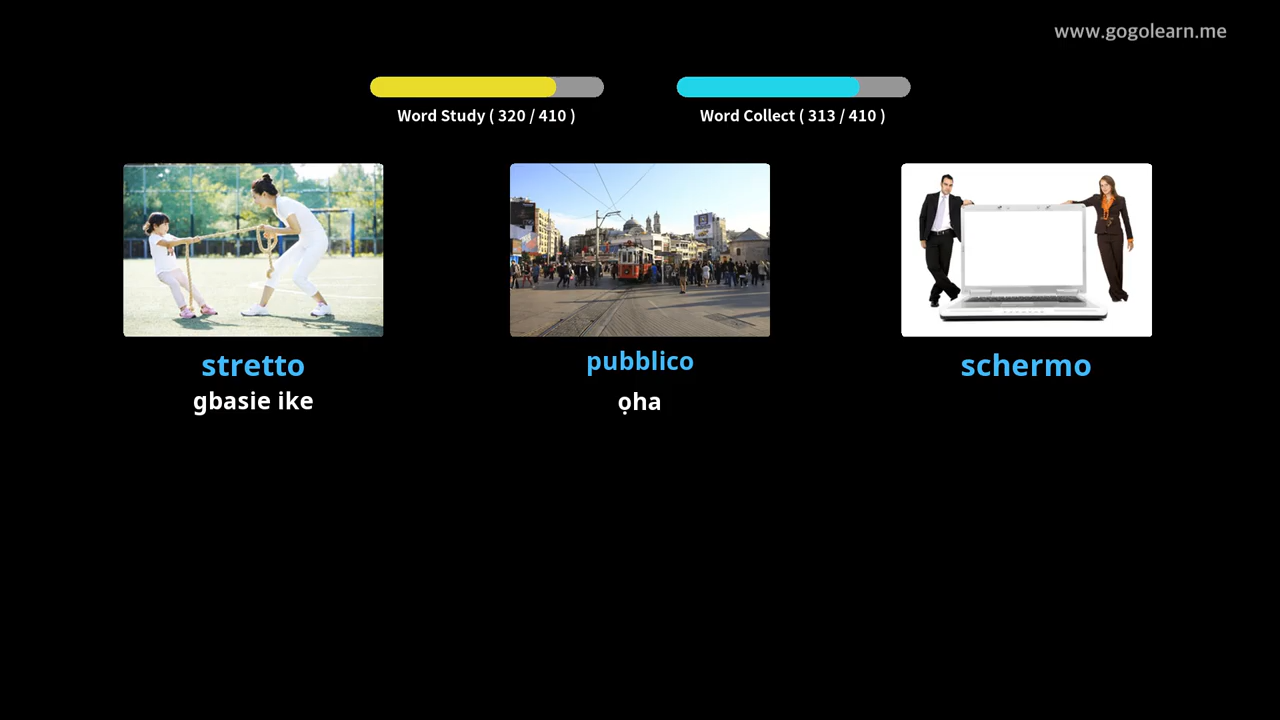 www.gogolearn.me
Word Study ( 320 / 410 )
Word Collect ( 313 / 410 )
stretto
gbasie ike
pubblico
ọha
schermo